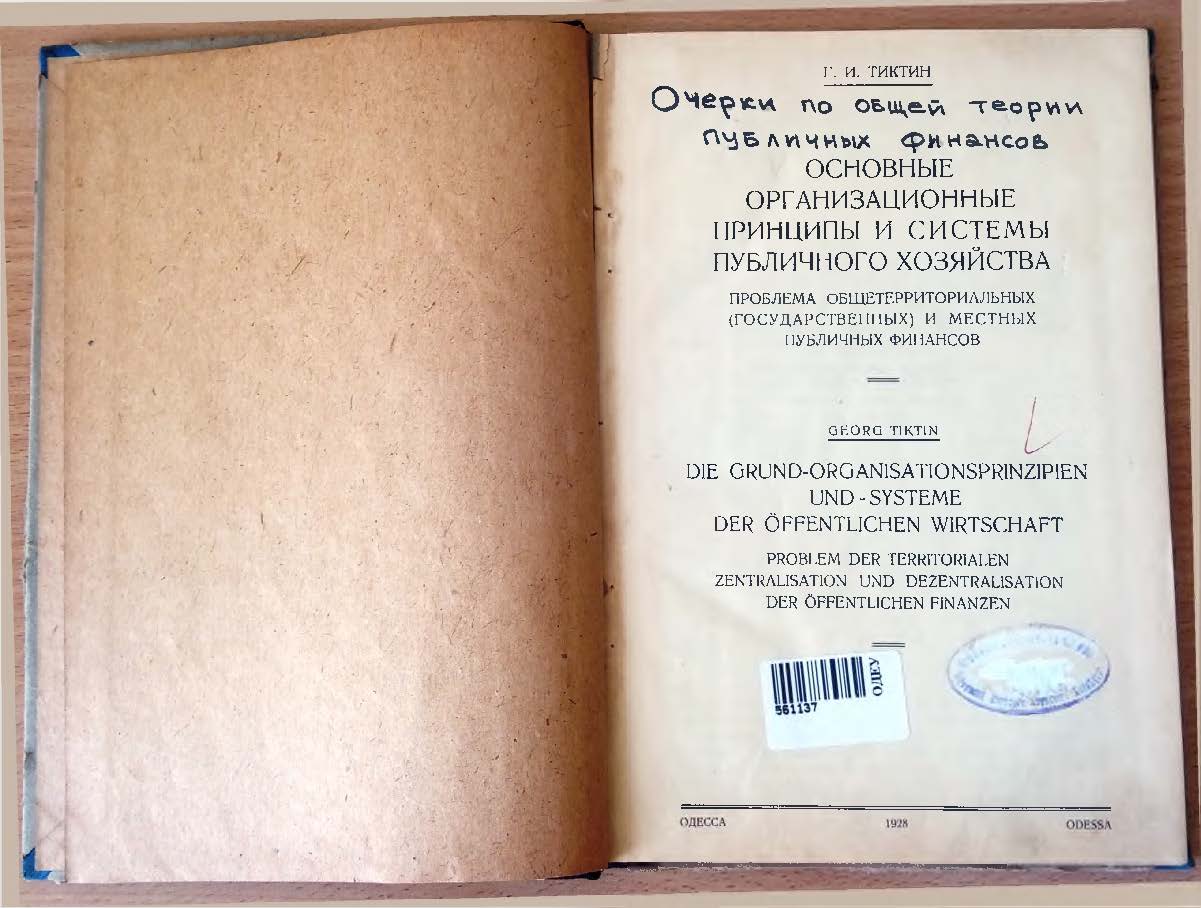 Г. И. ТИКТИН
Очерки по общей теории
публичных финансов
ОСНОВНЫЕ
ОРГАНИЗАЦИОННЫЕ
ПРИНЦИПЫ И СИСТЕМЫ
ПУБЛИЧНОГО ХОЗЯЙСТВА
ПРОБЛЕМА ОБЩЕТЕРРИТОРИАЛЬНЫХ
(ГОСУДАРСТВЕННЫХ) И МЕСТНЫХ
ПУБЛИЧНЫХ ФИНАНСОВ
GEORG TIKTIN
DIE GRUND-ORGANISATIONSPRINZIPIEN
UND-SYSTEME
DER ÖFFENTLICHEN WIRTSCHAFT
PROBLEM DER TERRITORIALEN
ZENTRALISATION UND DEZENTRALISATION
DER ÖFFENTLICHEN FINANZEN
561137
ОДЕУ
ОДЕССА 1928 ODESSA